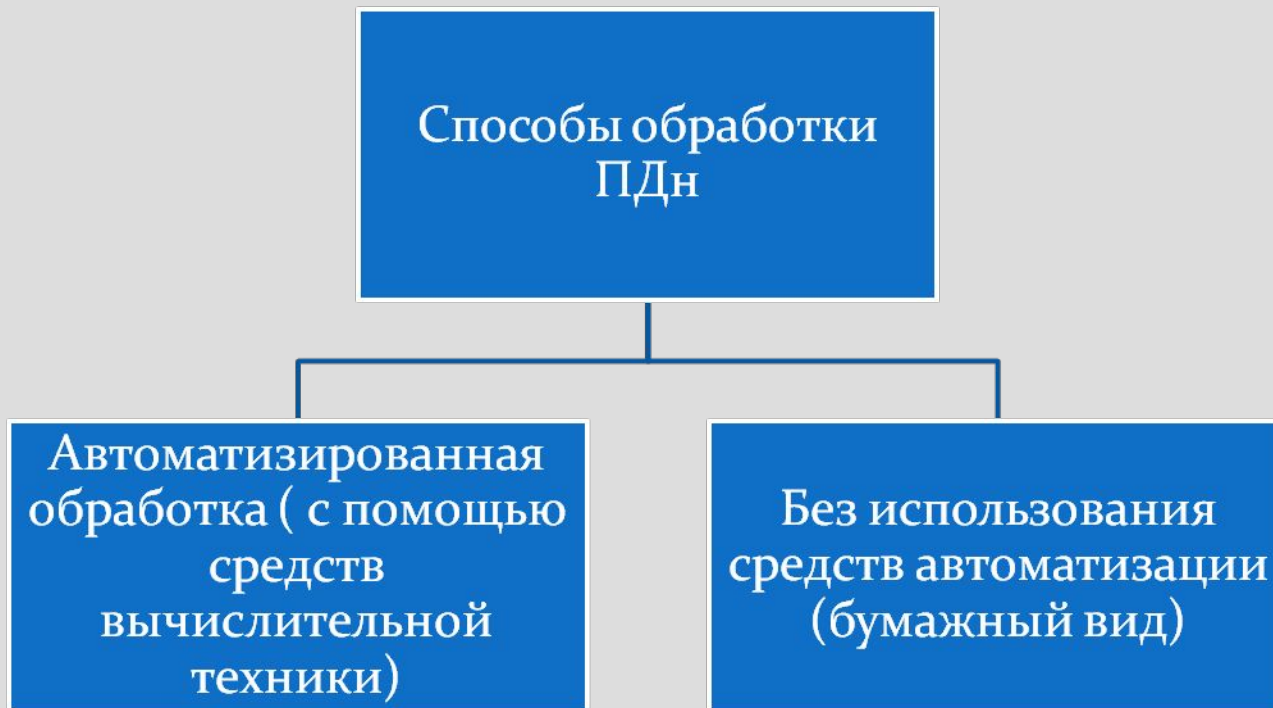 Способы обработки
ПДн
Автоматизированная
обработка ( с помощью
средств
вычислительной
техники)
Без использования
средств автоматизации
(бумажный вид)